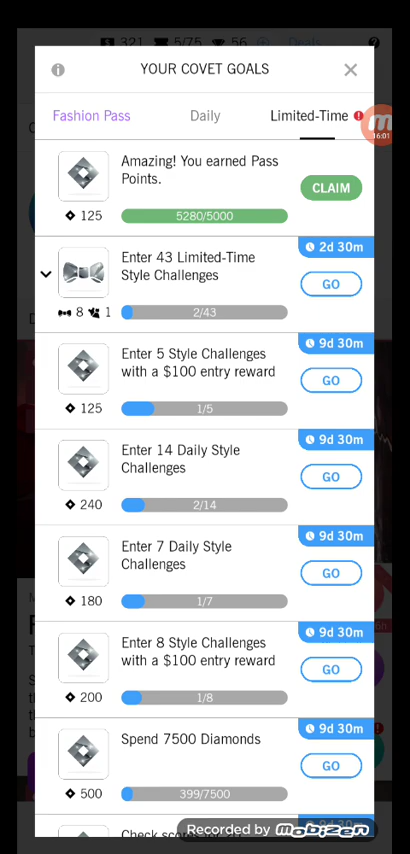 321 5/75 56 Deals
YOUR COVET GOALS
Fashion Pass Daily Limited-Time
16:01
Amazing! You earned Pass
Points.
CLAIM
125 5280/5000
2d 30m
Enter 43 Limited-Time
Style Challenges
GO
8 1 2/43
9d 30m
Enter 5 Style Challenges
with a $100 entry reward
GO
125 1/5
9d 30m
Enter 14 Daily Style
Challenges
GO
240 2/14
9d 30m
Enter 7 Daily Style
Challenges
GO
180 1/7
9d 30m
Enter 8 Style Challenges
with a $100 entry reward
GO
200 1/8
9d 30m
Spend 7500 Diamonds
GO
500 399/7500
Recorded by Mobizen